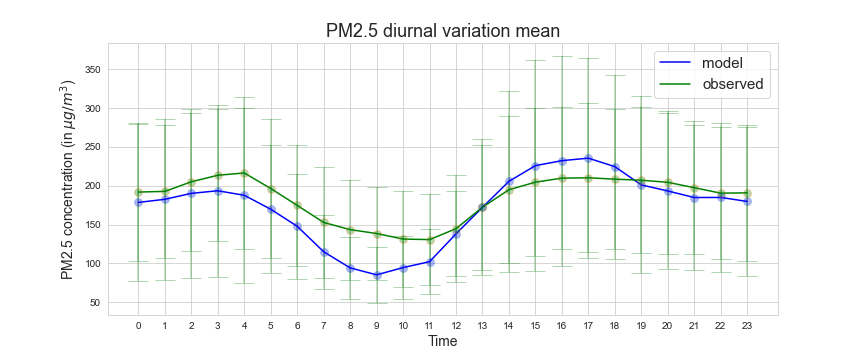 PM2.5 diurnal variation mean
model
observed
PM2.5 concentration (in μg/m³)
350
300
250
200
150
100
50
0 1 2 3 4 5 6 7 8 9 10 11 12 13 14 15 16 17 18 19 20 21 22 23
Time